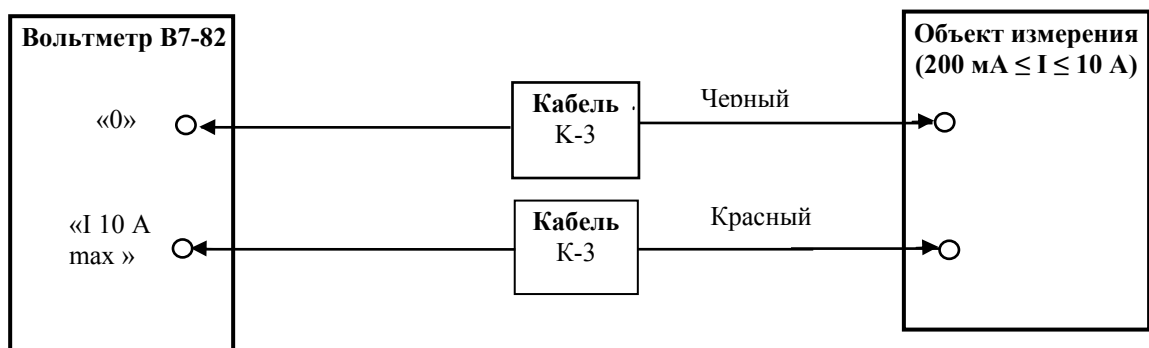 Вольтметр В7-82
Объект измерения
(200 мА ≤ I ≤ 10 А)
«0»
Кабель
К-3
Черный
«I 10 А
max »
Кабель
К-3
Красный